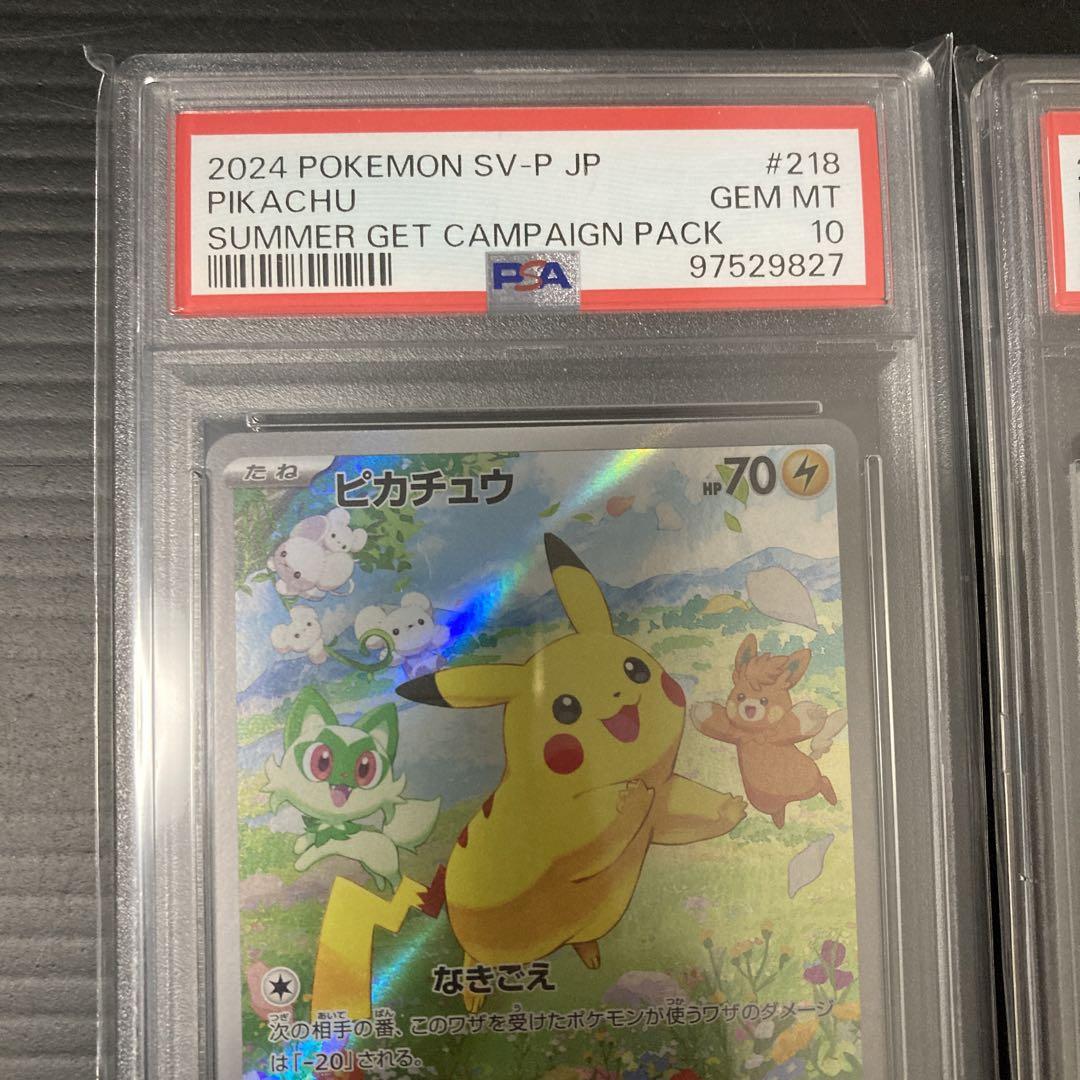 2024 POKEMON SV-P JP #218
PIKACHU GEM MT
SUMMER GET CAMPAIGN PACK 10
PSA 97529827
たね ピカチュウ HP70
なきごえ
次の相手の番、このワザを受けたポケモンが使うワザのダメージ
は「-20」される。